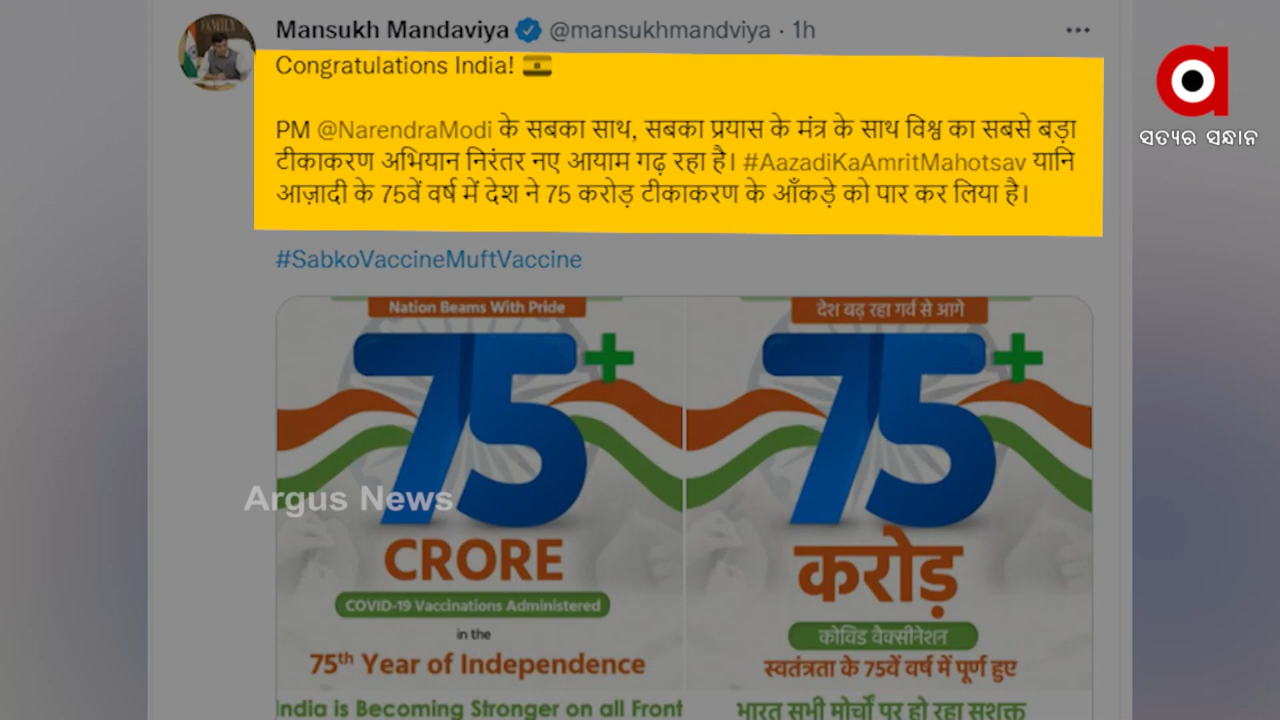 Mansukh Mandaviya @mansukhmandviya · 1h
Congratulations India!
PM @NarendraModi के सबका साथ, सबका प्रयास के मंत्र के साथ विश्व का सबसे बड़ा
टीकाकरण अभियान निरंतर नए आयाम गढ़ रहा है। #AazadiKaAmritMahotsav यानि
आज़ादी के 75वें वर्ष में देश ने 75 करोड़ टीकाकरण के आँकड़े को पार कर लिया है।
#SabkoVaccineMuftVaccine
Nation Beams With Pride
75+
CRORE
COVID-19 Vaccinations Administered
in the
75th Year of Independence
India is Becoming Stronger on all Front
देश बढ़ रहा गर्व से आगे
75+
करोड़
कोविड वैक्सीनेशन
स्वतंत्रता के 75वें वर्ष में पूर्ण हुए
भारत सभी मोर्चों पर हो रहा सशक्त
Argus News
a
ସତ୍ୟର ସନ୍ଧାନ